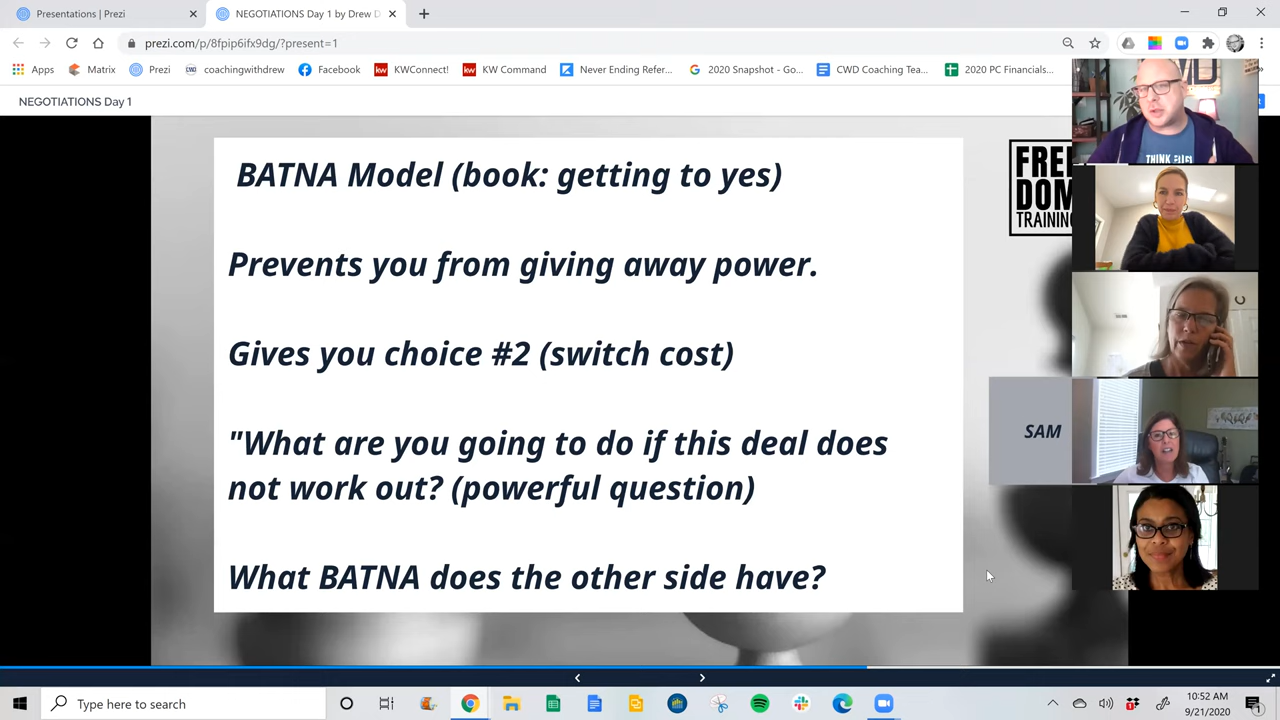 Presentations | Prezi
NEGOTIATIONS Day 1 by Drew D
prezi.com/p/8fpip6ifx9dg/?present=1
Apps Matrix Prezi coachingwithdrew Facebook KWConnect! KW Command Never Ending Refer... 2020 Snapshot - Go... CWD Coaching Tea... 2020 PC Financials...
NEGOTIATIONS Day 1
BATNA Model (book: getting to yes)
Prevents you from giving away power.
Gives you choice #2 (switch cost)
"What are you going to do if this deal does
not work out? (powerful question)
What BATNA does the other side have?
DOM
TRAINING
THINK
SAM
Type here to search
10:52 AM
9/21/2020